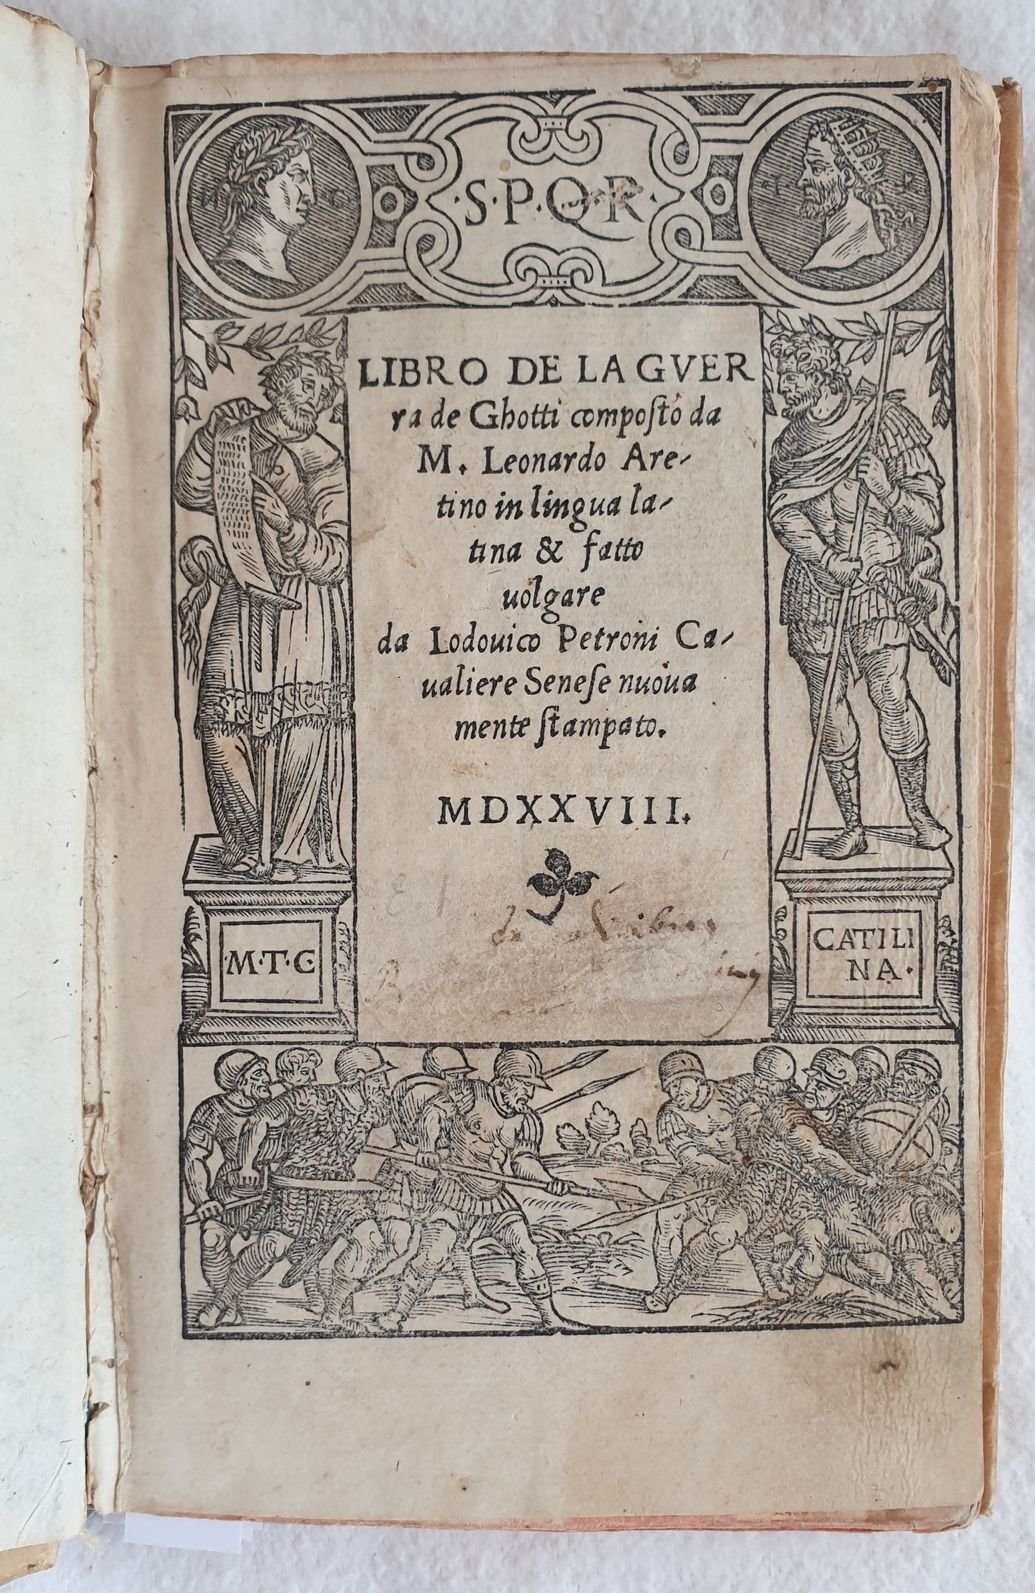 ·S·P·Q·R·
LIBRO DE LA GVER
ra de Ghotti compoſto da
M. Leonardo Are-
tino in lingua la-
tina & fatto
uolgare
da Lodouico Petroni Ca-
ualiere Seneſe nuoua
mente ſtampato.
MDXXVIII.
·M·T·C·
CATILI
NA·